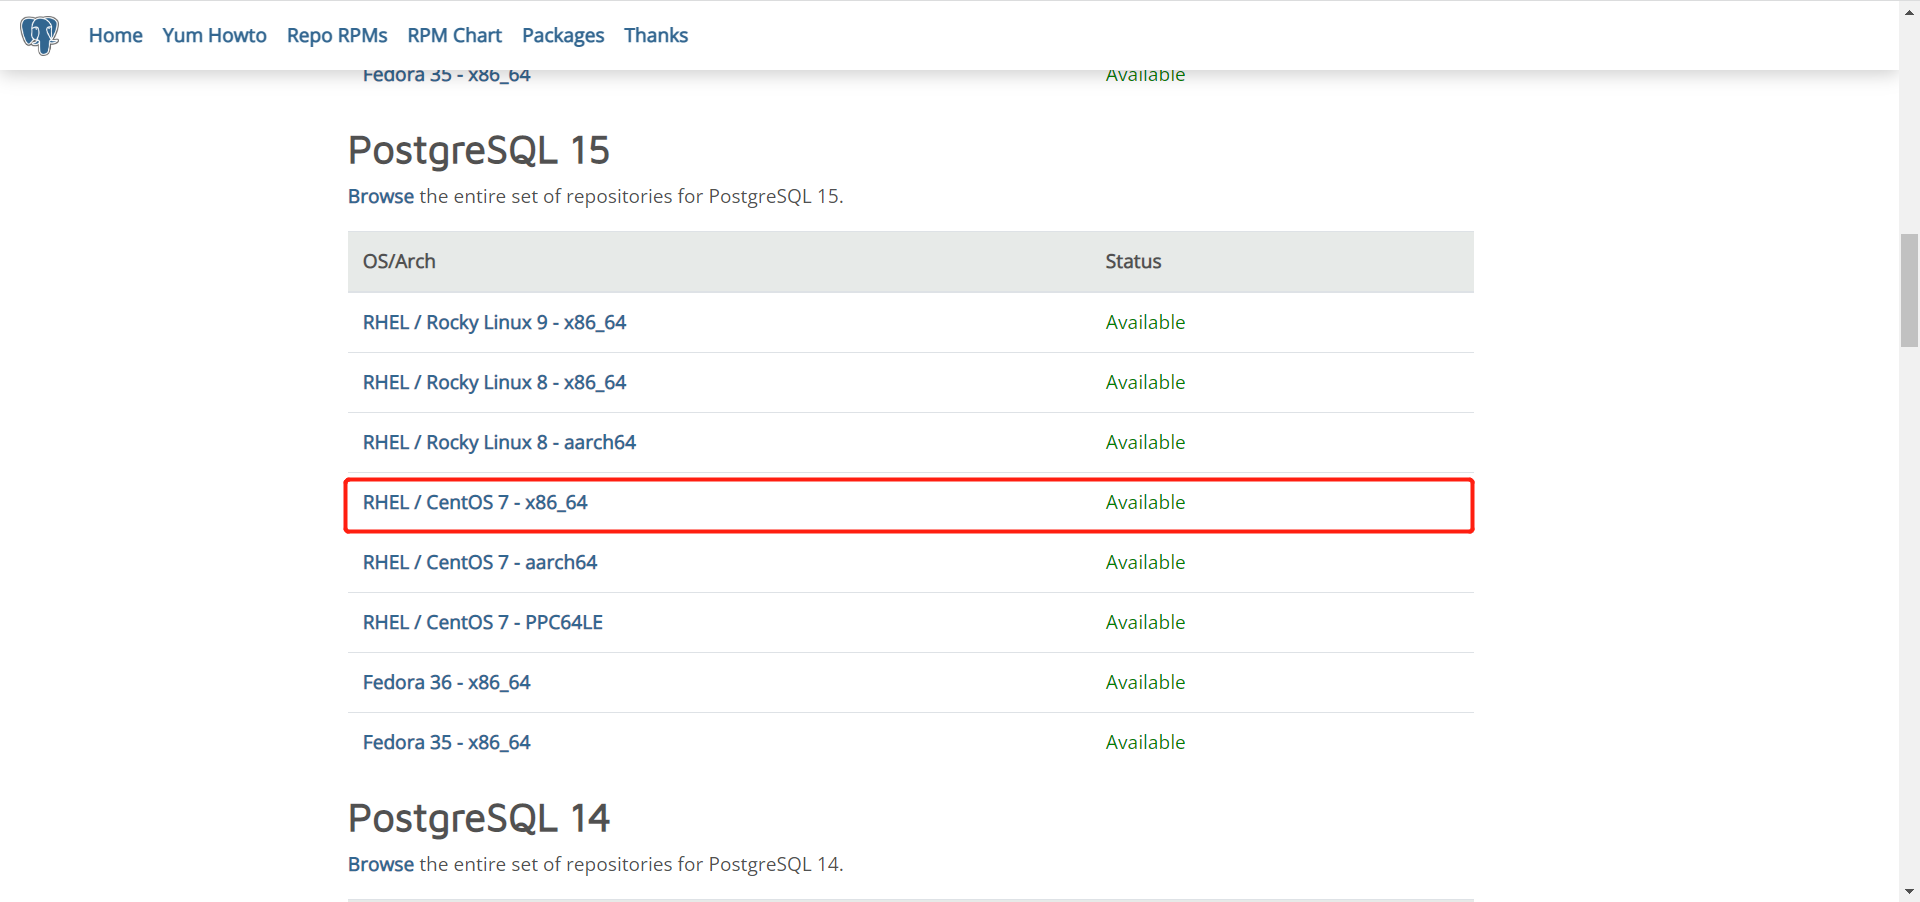 Home Yum Howto Repo RPMs RPM Chart Packages Thanks
Fedora 35 - x86_64 Available
PostgreSQL 15
Browse the entire set of repositories for PostgreSQL 15.
OS/Arch Status
RHEL / Rocky Linux 9 - x86_64 Available
RHEL / Rocky Linux 8 - x86_64 Available
RHEL / Rocky Linux 8 - aarch64 Available
RHEL / CentOS 7 - x86_64 Available
RHEL / CentOS 7 - aarch64 Available
RHEL / CentOS 7 - PPC64LE Available
Fedora 36 - x86_64 Available
Fedora 35 - x86_64 Available
PostgreSQL 14
Browse the entire set of repositories for PostgreSQL 14.